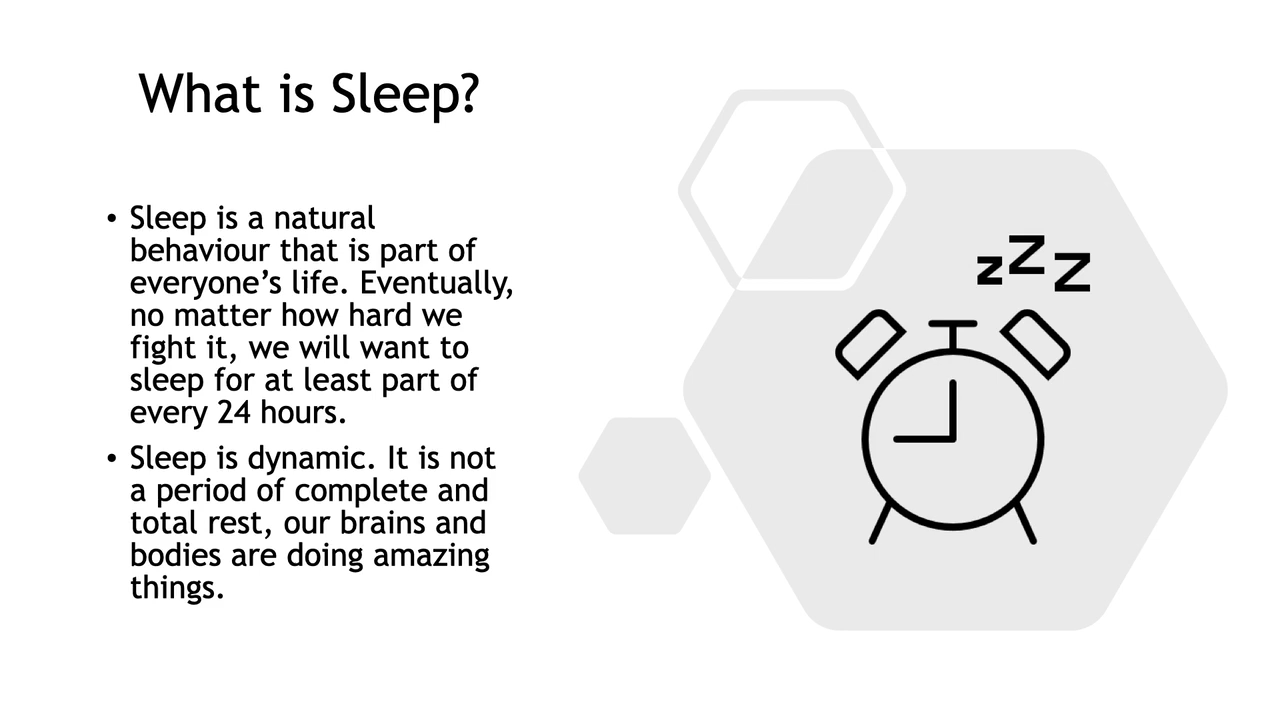 What is Sleep?
• Sleep is a natural
behaviour that is part of
everyone’s life. Eventually,
no matter how hard we
fight it, we will want to
sleep for at least part of
every 24 hours.
• Sleep is dynamic. It is not
a period of complete and
total rest, our brains and
bodies are doing amazing
things.
zZZ